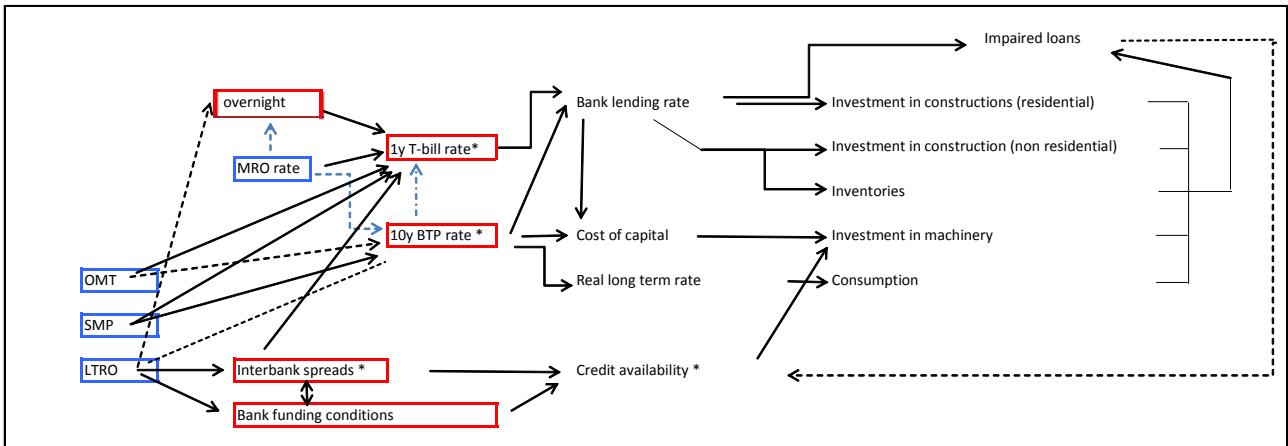 Impaired loans
overnight
Bank lending rate
Investment in constructions (residential)
1y T-bill rate*
Investment in construction (non residential)
MRO rate
Inventories
10y BTP rate *
Cost of capital
Investment in machinery
OMT
Real long term rate
Consumption
SMP
LTRO
Interbank spreads *
Credit availability *
Bank funding conditions